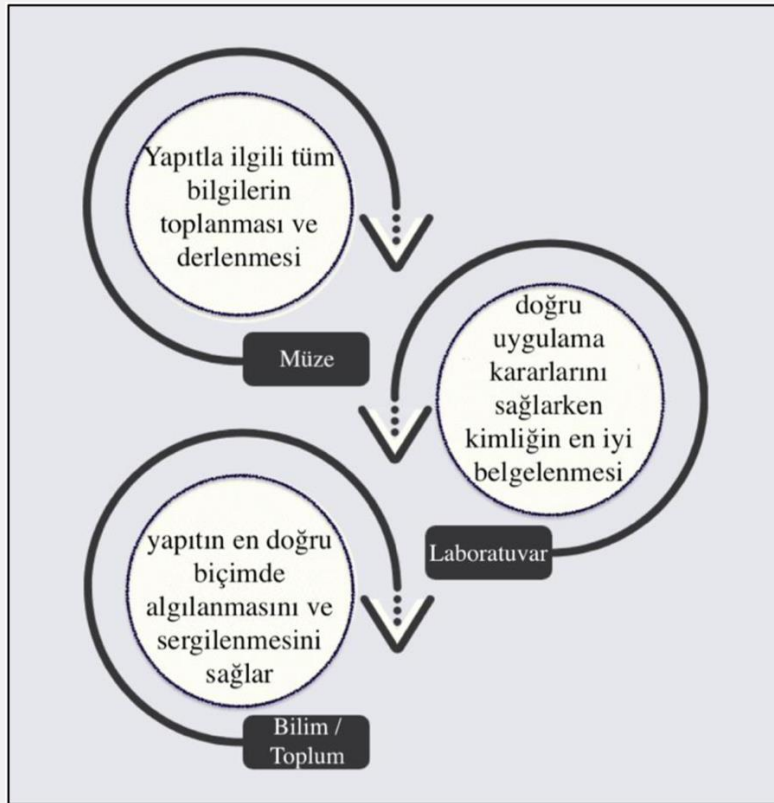 Yapıtla ilgili tüm
bilgilerin
toplanması ve
derlenmesi
Müze
doğru
uygulama
kararlarını
sağlarken
kimliğin en iyi
belgelenmesi
Laboratuvar
yapıtın en doğru
biçimde
algılanmasını ve
sergilenmesini
sağlar
Bilim /
Toplum